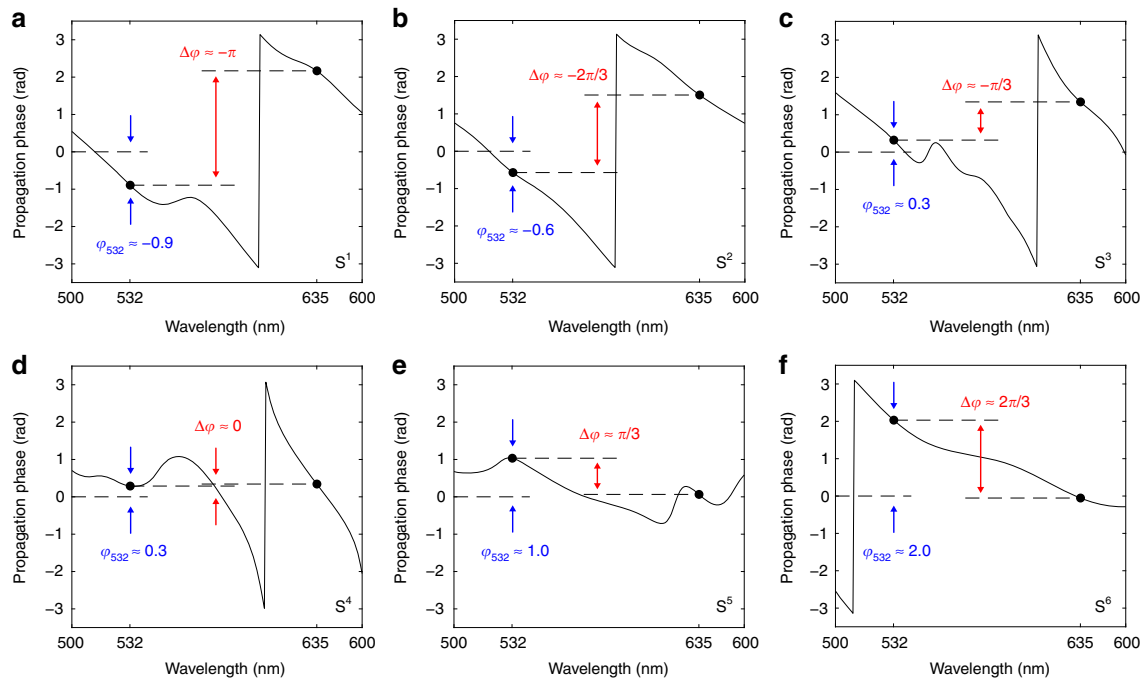 a
Propagation phase (rad)
3
2
1
0
−1
−2
−3
Δφ ≈ −π
φ532 ≈ −0.9
S1
500
532
635
600
Wavelength (nm)
b
Propagation phase (rad)
3
2
1
0
−1
−2
−3
Δφ ≈ −2π/3
φ532 ≈ −0.6
S2
500
532
635
600
Wavelength (nm)
c
Propagation phase (rad)
3
2
1
0
−1
−2
−3
Δφ ≈ −π/3
φ532 ≈ 0.3
S3
500
532
635
600
Wavelength (nm)
d
Propagation phase (rad)
3
2
1
0
−1
−2
−3
Δφ ≈ 0
φ532 ≈ 0.3
S4
500
532
635
600
Wavelength (nm)
e
Propagation phase (rad)
3
2
1
0
−1
−2
−3
Δφ ≈ π/3
φ532 ≈ 1.0
S5
500
532
635
600
Wavelength (nm)
f
Propagation phase (rad)
3
2
1
0
−1
−2
−3
Δφ ≈ 2π/3
φ532 ≈ 2.0
S6
500
532
635
600
Wavelength (nm)